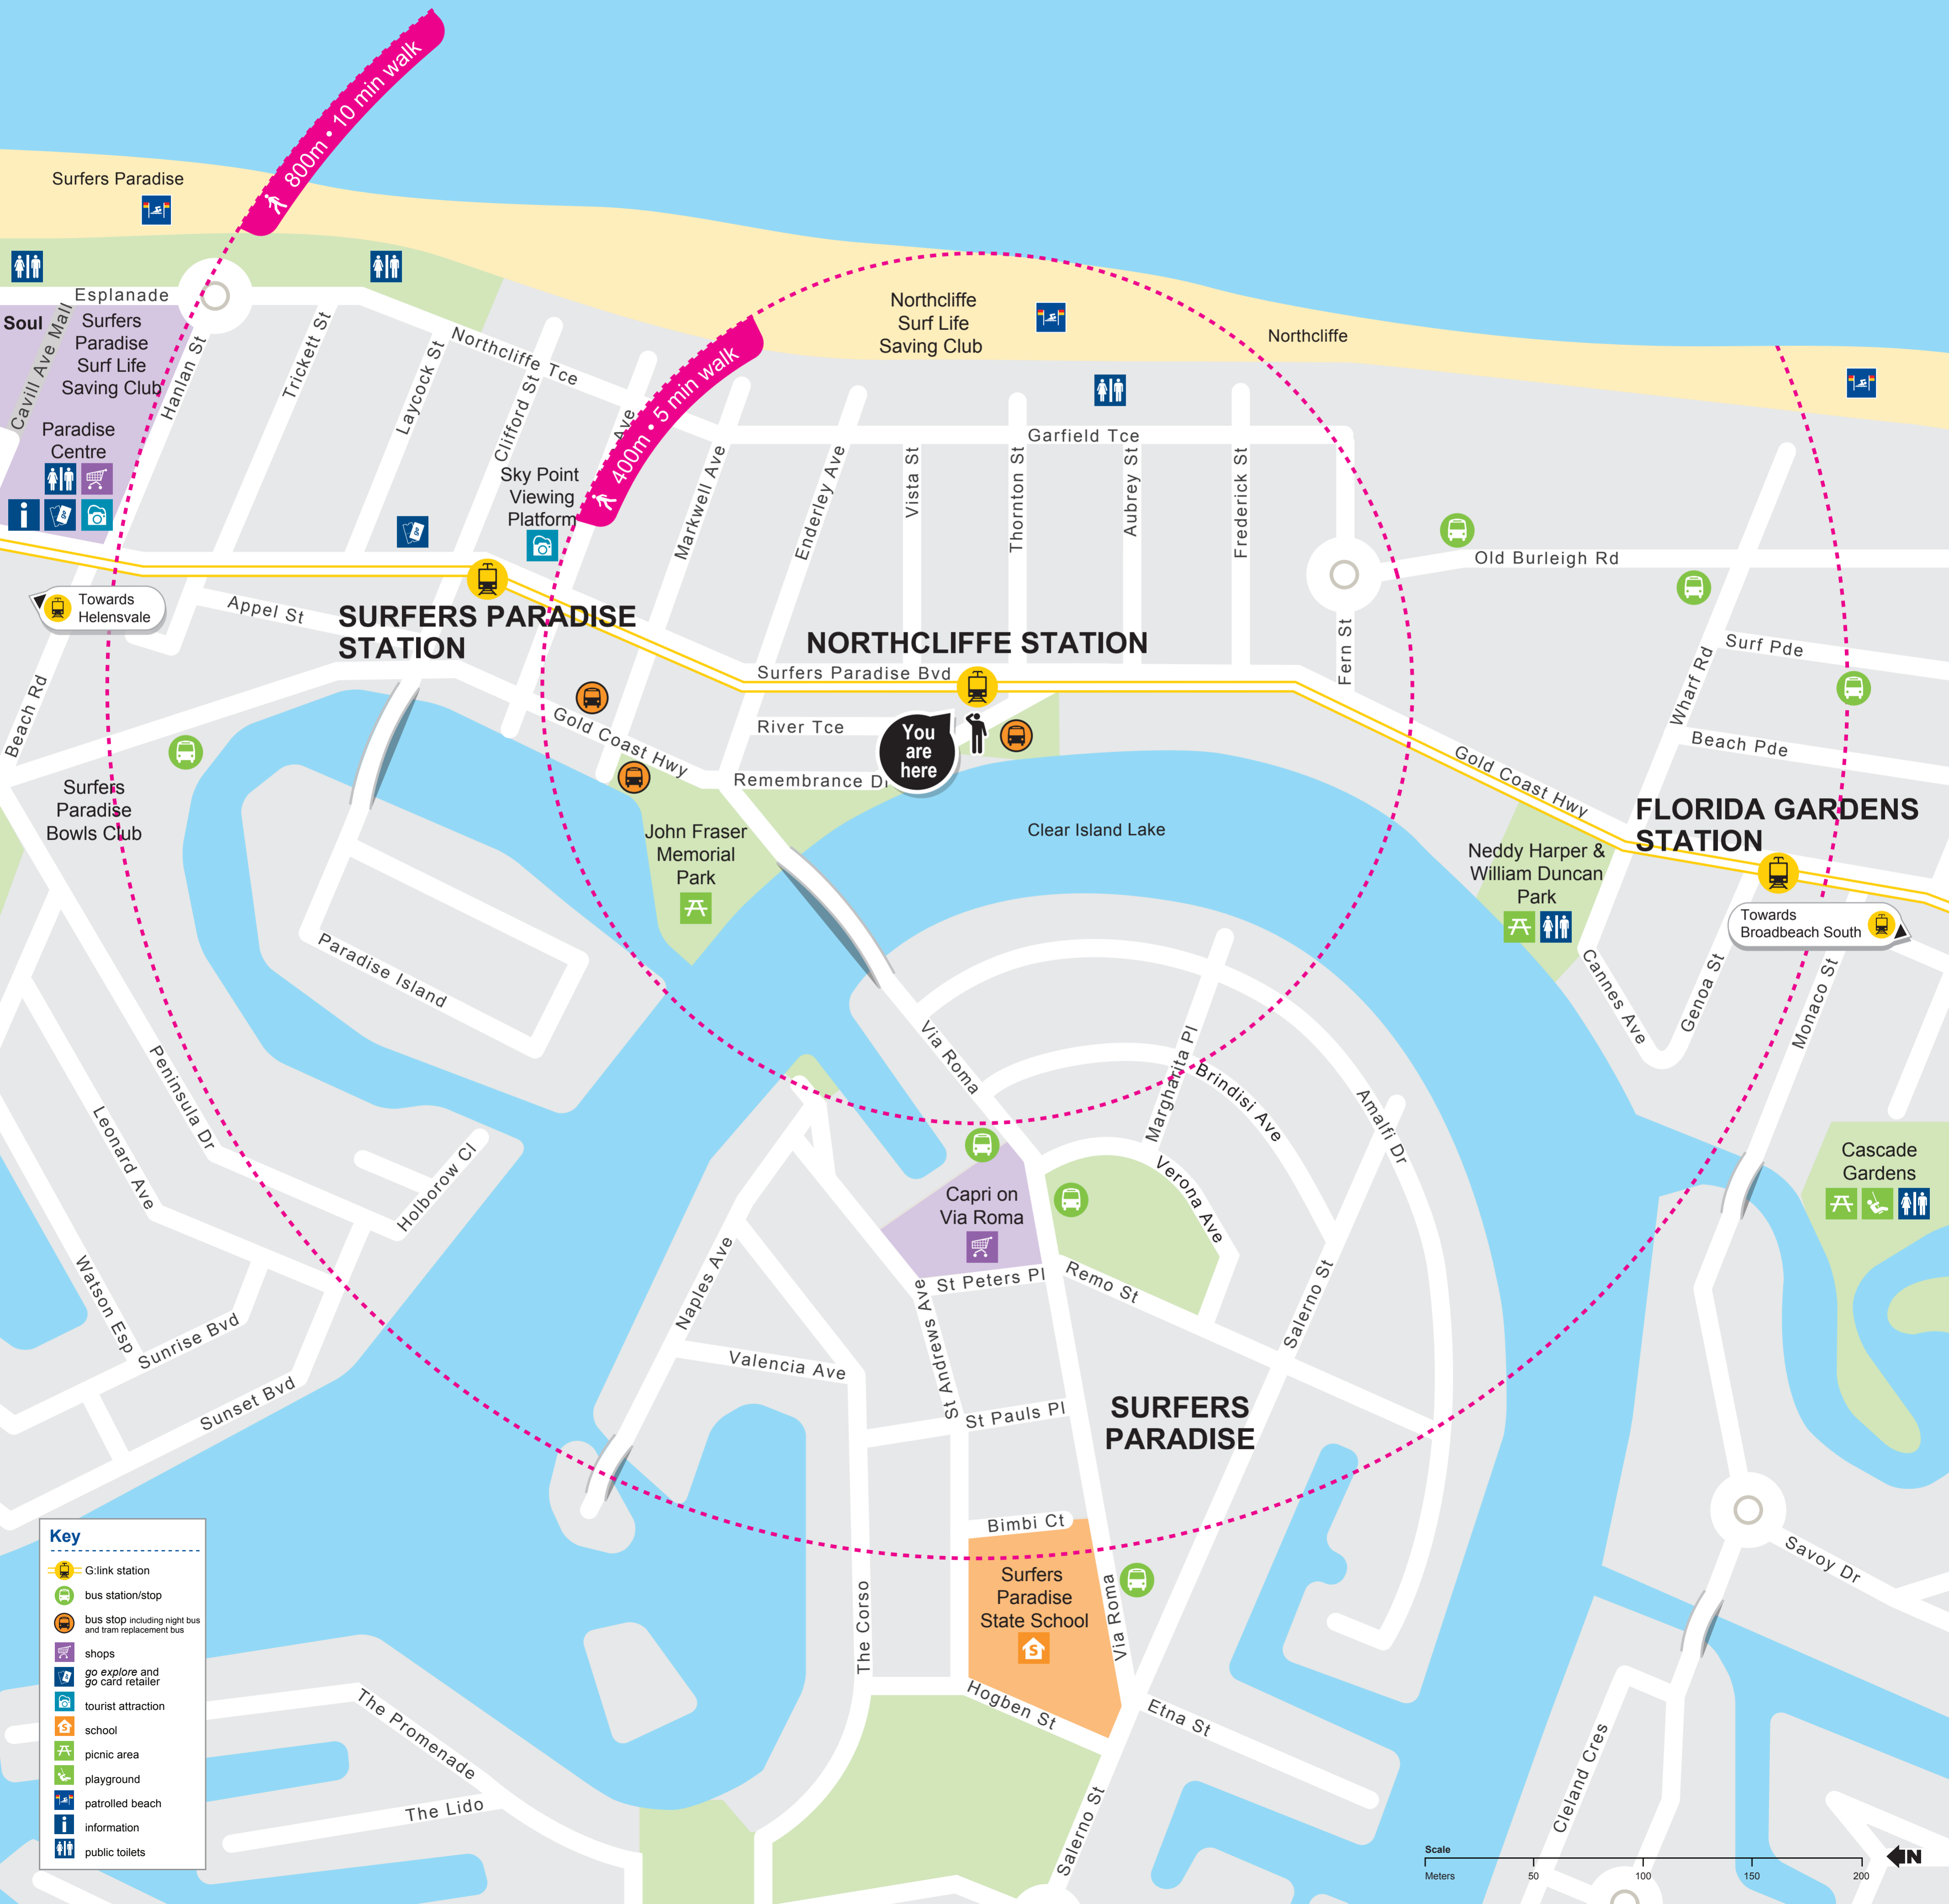 800m • 10 min walk
Surfers Paradise
Esplanade
Soul
Cavill Ave Mall
Surfers
Paradise
Surf Life
Saving Club
Hanlan St
Trickett St
Laycock St
Northcliffe Tce
Clifford St
Ave
400m • 5 min walk
Northcliffe
Surf Life
Saving Club
Northcliffe
Paradise
Centre
Sky Point
Viewing
Platform
Markwell Ave
Enderley Ave
Vista St
Thornton St
Garfield Tce
Aubrey St
Frederick St
Old Burleigh Rd
Towards
Helensvale
Appel St
SURFERS PARADISE
STATION
NORTHCLIFFE STATION
Surfers Paradise Bvd
Fern St
Surf Pde
Wharf Rd
Beach Rd
Gold Coast Hwy
River Tce
You
are
here
Beach Pde
Remembrance Dr
Gold Coast Hwy
Surfers
Paradise
Bowls Club
John Fraser
Memorial
Park
Clear Island Lake
FLORIDA GARDENS
STATION
Neddy Harper &
William Duncan
Park
Towards
Broadbeach South
Paradise Island
Cannes Ave
Genoa St
Monaco St
Via Roma
Margharita Pl
Brindisi Ave
Amalfi Dr
Peninsula Dr
Leonard Ave
Holborow Cl
Verona Ave
Cascade
Gardens
Capri on
Via Roma
St Peters Pl
Remo St
Naples Ave
Salerno St
Watson Esp
Sunrise Bvd
Sunset Bvd
Valencia Ave
St Andrews Ave
St Pauls Pl
SURFERS
PARADISE
Bimbi Ct
Surfers
Paradise
State School
Via Roma
The Corso
Hogben St
Etna St
Savoy Dr
The Promenade
The Lido
Salerno St
Cleland Cres
Key
G:link station
bus station/stop
bus stop including night bus
and tram replacement bus
shops
go explore and
go card retailer
tourist attraction
school
picnic area
playground
patrolled beach
information
public toilets
Scale
Meters 50 100 150 200
N